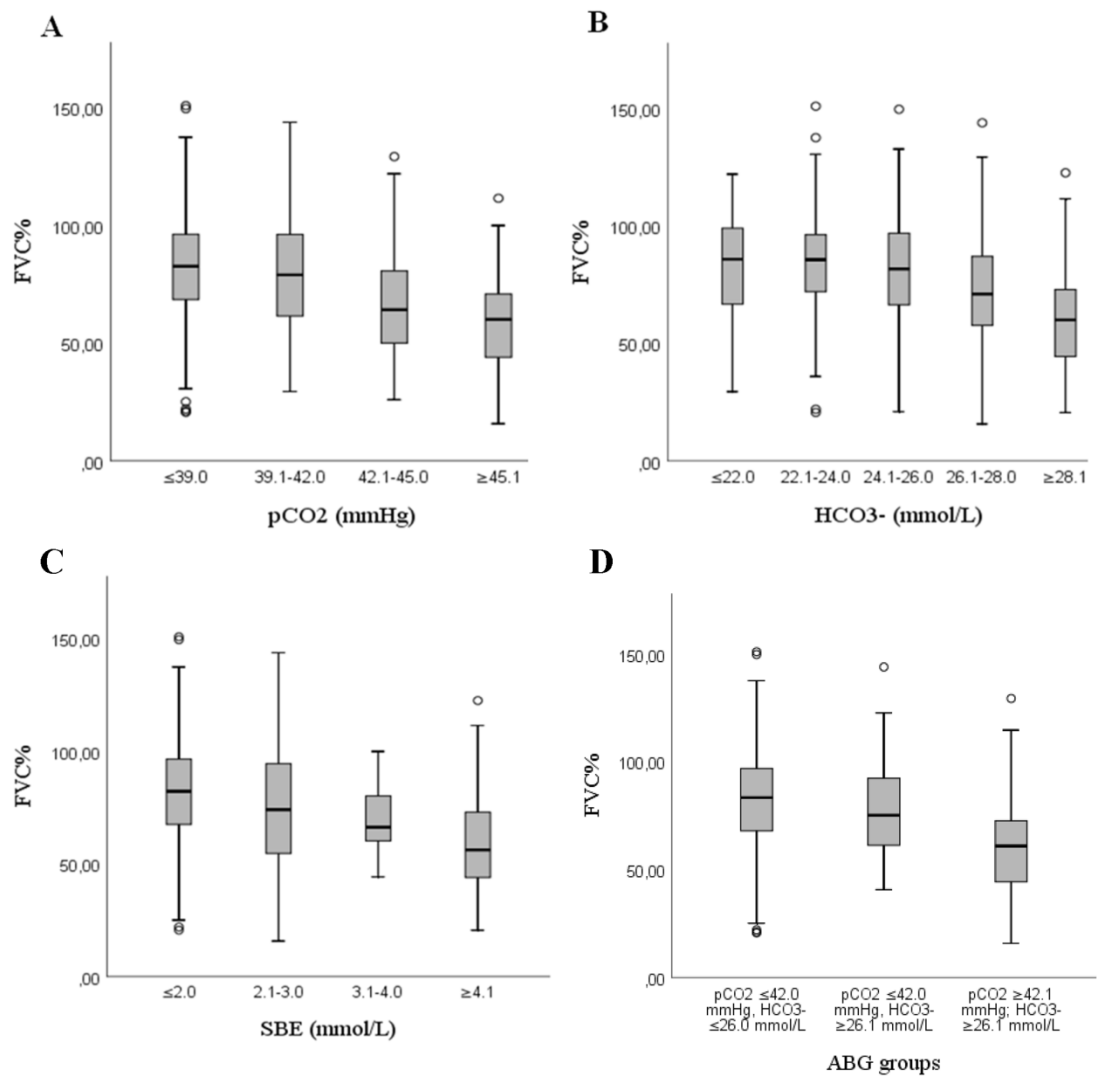 A
FVC%
150,00
100,00
50,00
,00
≤39.0 39.1-42.0 42.1-45.0 ≥45.1
pCO2 (mmHg)
B
FVC%
150,00
100,00
50,00
,00
≤22.0 22.1-24.0 24.1-26.0 26.1-28.0 ≥28.1
HCO3- (mmol/L)
C
FVC%
150,00
100,00
50,00
,00
≤2.0 2.1-3.0 3.1-4.0 ≥4.1
SBE (mmol/L)
D
FVC%
150,00
100,00
50,00
,00
pCO2 ≤42.0
mmHg, HCO3-
≤26.0 mmol/L
pCO2 ≤42.0
mmHg, HCO3-
≥26.1 mmol/L
pCO2 ≥42.1
mmHg; HCO3-
≥26.1 mmol/L
ABG groups